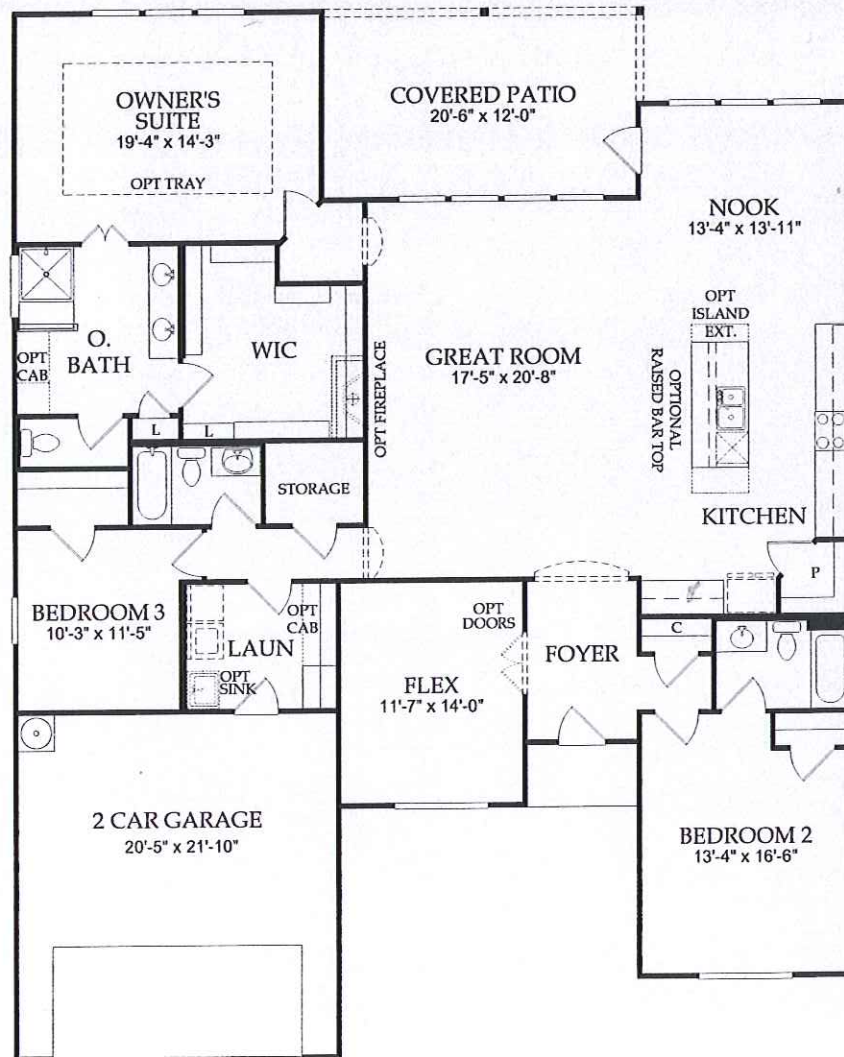 OWNER'S
SUITE
19'-4" x 14'-3"
OPT TRAY
COVERED PATIO
20'-6" x 12'-0"
NOOK
13'-4" x 13'-11"
OPT
ISLAND
EXT.
O.
BATH
OPT
CAB
WIC
L
L
OPT FIREPLACE
GREAT ROOM
17'-5" x 20'-8"
OPTIONAL
RAISED BAR TOP
KITCHEN
P
STORAGE
BEDROOM 3
10'-3" x 11'-5"
LAUN
OPT
CAB
OPT
SINK
OPT
DOORS
FLEX
11'-7" x 14'-0"
FOYER
C
2 CAR GARAGE
20'-5" x 21'-10"
BEDROOM 2
13'-4" x 16'-6"